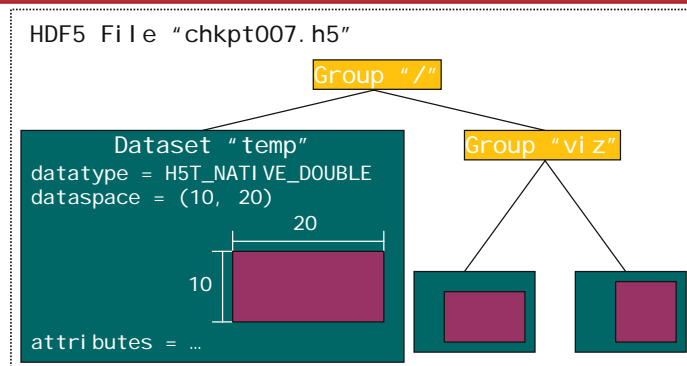 HDF5 File “chkpt007.h5”
Group “/”
Dataset “temp”
datatype = H5T_NATIVE_DOUBLE
dataspace = (10, 20)
20
10
attributes = …
Group “viz”